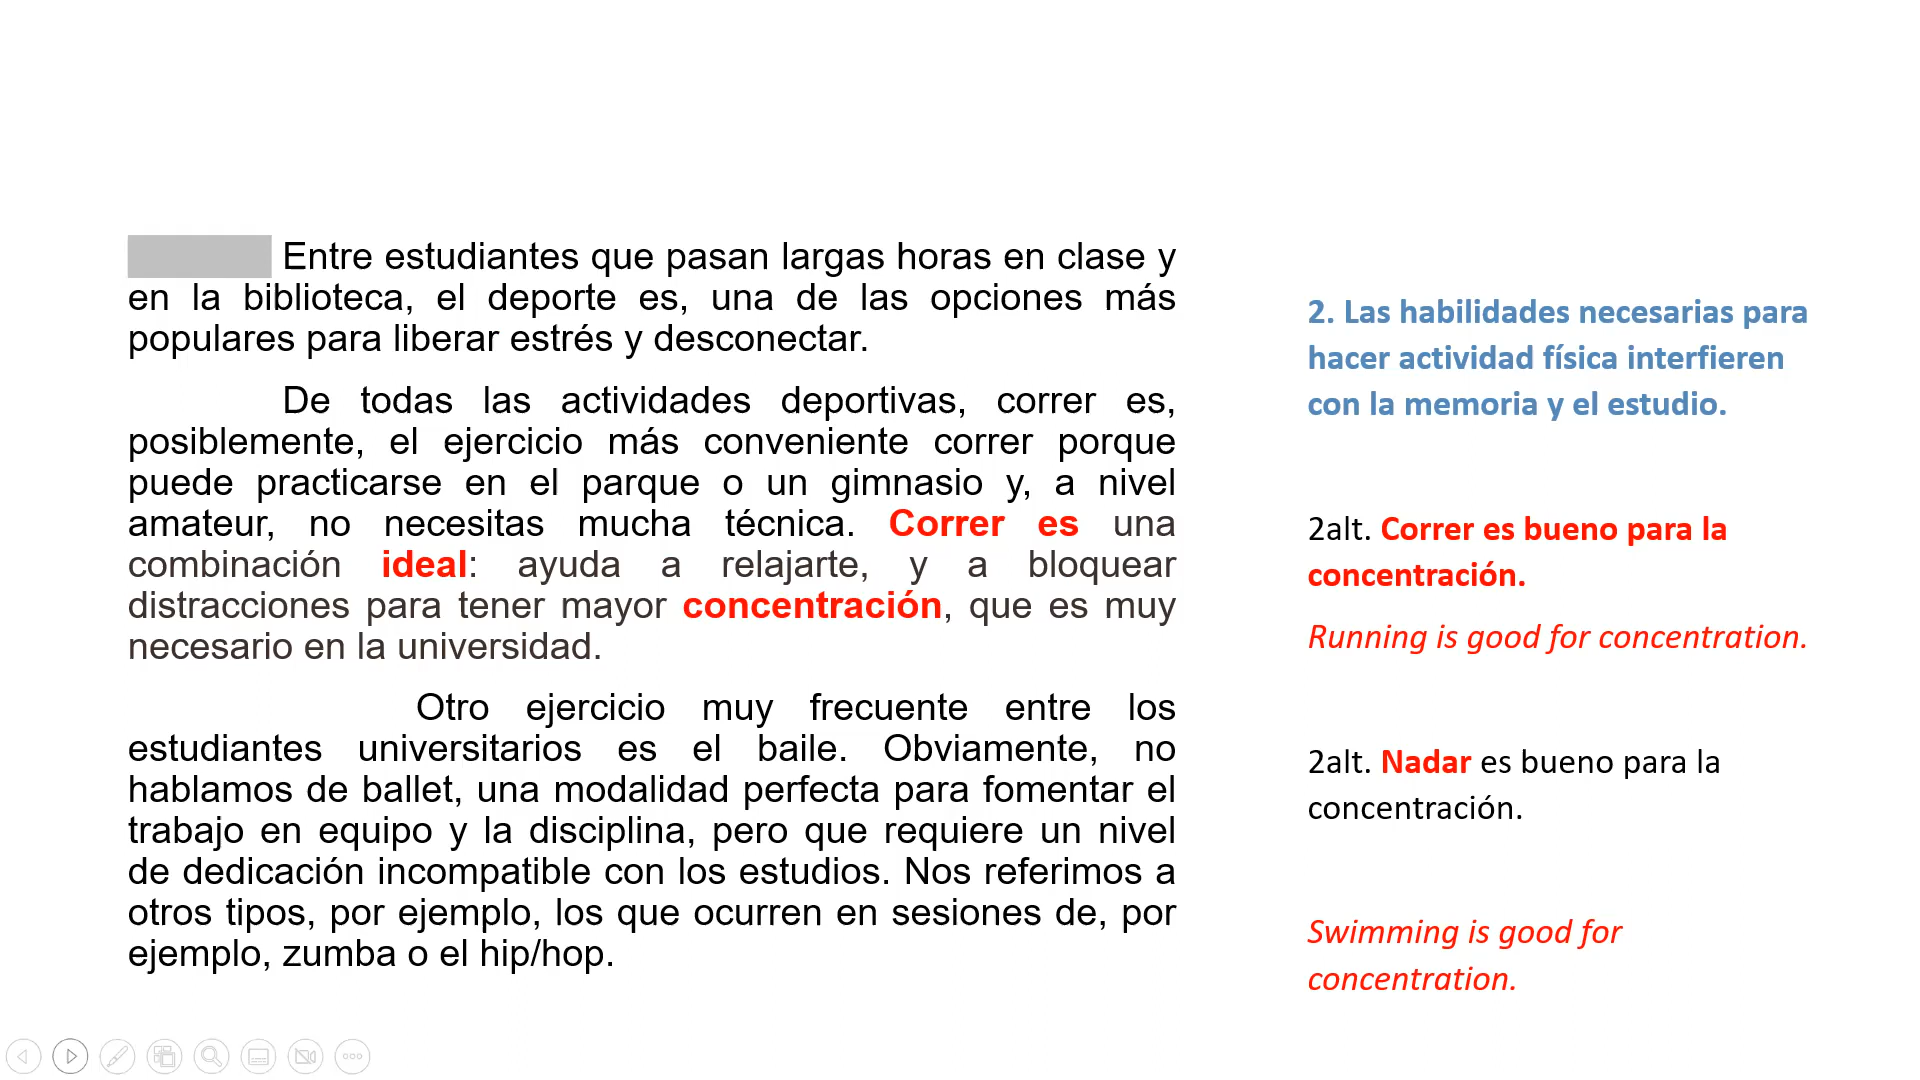 Entre estudiantes que pasan largas horas en clase y
en la biblioteca, el deporte es, una de las opciones más
populares para liberar estrés y desconectar.
De todas las actividades deportivas, correr es,
posiblemente, el ejercicio más conveniente correr porque
puede practicarse en el parque o un gimnasio y, a nivel
amateur, no necesitas mucha técnica. Correr es una
combinación ideal: ayuda a relajarte, y a bloquear
distracciones para tener mayor concentración, que es muy
necesario en la universidad.
Otro ejercicio muy frecuente entre los
estudiantes universitarios es el baile. Obviamente, no
hablamos de ballet, una modalidad perfecta para fomentar el
trabajo en equipo y la disciplina, pero que requiere un nivel
de dedicación incompatible con los estudios. Nos referimos a
otros tipos, por ejemplo, los que ocurren en sesiones de, por
ejemplo, zumba o el hip/hop.
2. Las habilidades necesarias para
hacer actividad física interfieren
con la memoria y el estudio.
2alt. Correr es bueno para la
concentración.
Running is good for concentration.
2alt. Nadar es bueno para la
concentración.
Swimming is good for
concentration.